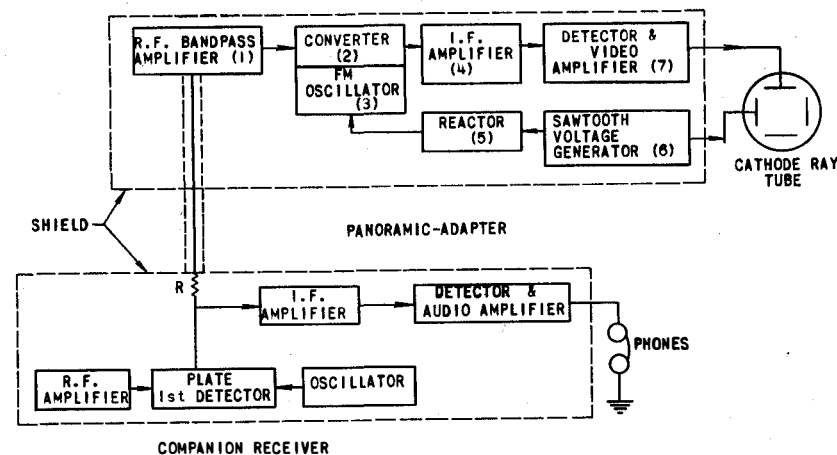 R.F. BANDPASS
AMPLIFIER (1)
CONVERTER
(2)
FM
OSCILLATOR
(3)
I.F.
AMPLIFIER
(4)
DETECTOR &
VIDEO
AMPLIFIER (7)
REACTOR
(5)
SAWTOOTH
VOLTAGE
GENERATOR (6)
CATHODE RAY
TUBE
SHIELD
PANORAMIC-ADAPTER
R
I.F.
AMPLIFIER
DETECTOR &
AUDIO AMPLIFIER
PHONES
R.F.
AMPLIFIER
PLATE
1st DETECTOR
OSCILLATOR
COMPANION RECEIVER